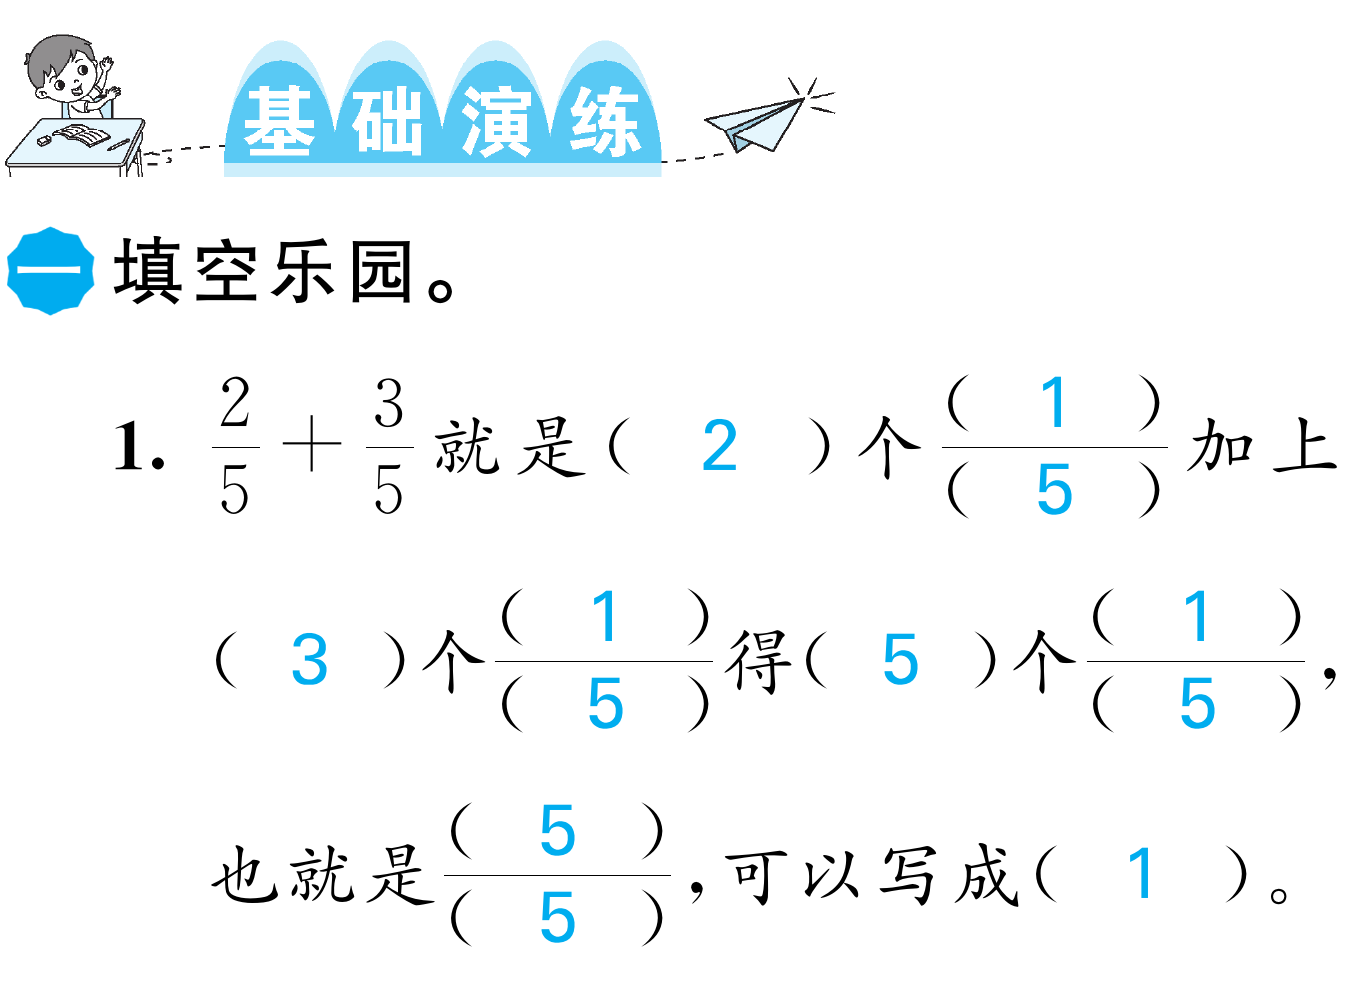 基础演练
一 填空乐园。
1. 2/5 + 3/5 就是( 2 )个( 1 )/( 5 )加上
( 3 )个( 1 )/( 5 )得( 5 )个( 1 )/( 5 ),
也就是( 5 )/( 5 ),可以写成( 1 )。